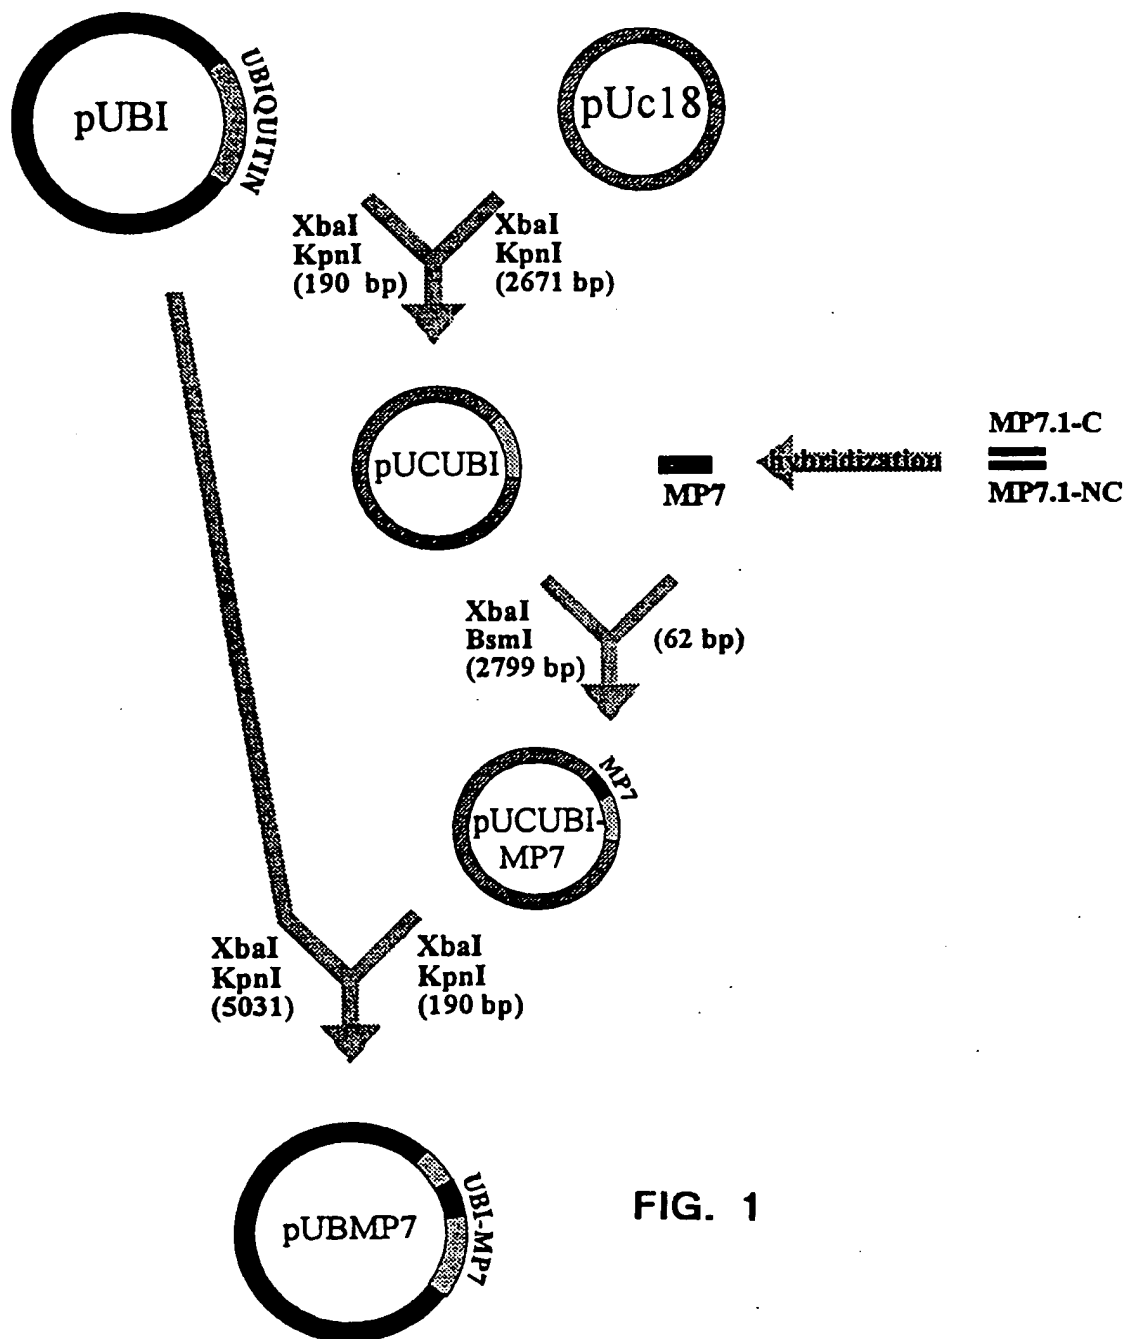 pUBI
UBIQUITIN
pUc18
XbaI
KpnI
(190 bp)
XbaI
KpnI
(2671 bp)
pUCUBI
MP7
hybridization
MP7.1-C
MP7.1-NC
XbaI
BsmI
(2799 bp)
(62 bp)
MP7
pUCUBI-
MP7
XbaI
KpnI
(5031)
XbaI
KpnI
(190 bp)
pUBMP7
UBI-MP7
FIG. 1